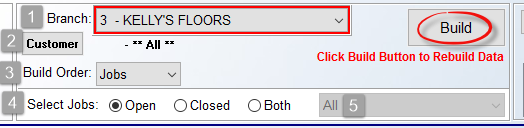 1 Branch: 3 - KELLY'S FLOORS Build
2 Customer - ** All **
Click Build Button to Rebuild Data
3 Build Order: Jobs
4 Select Jobs: Open Closed Both All 5